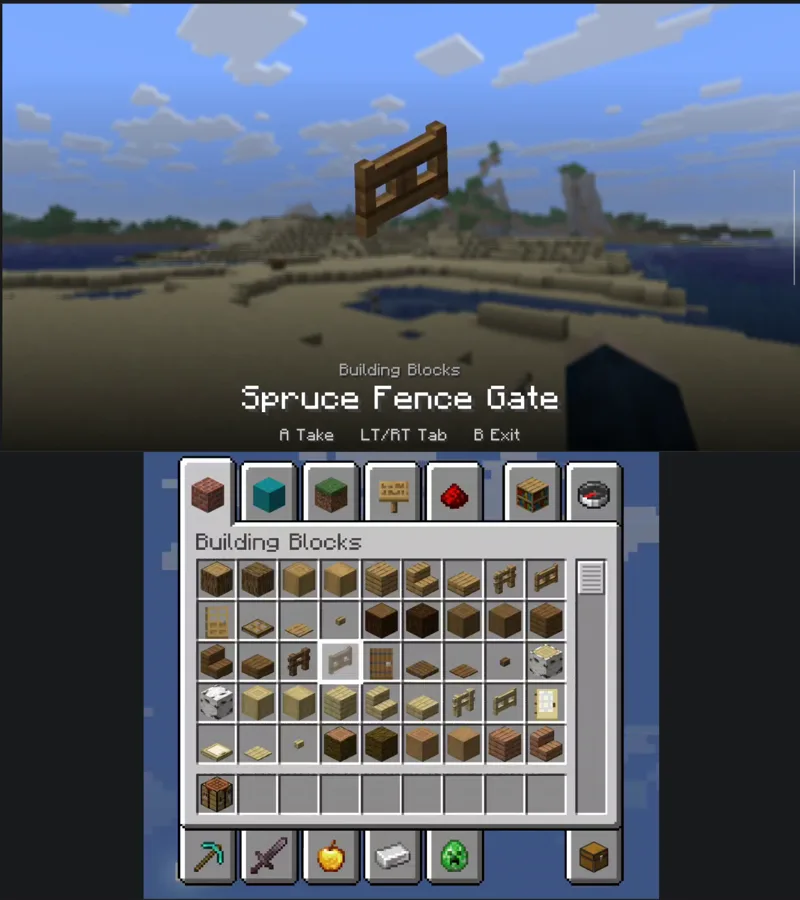 Building Blocks
Spruce Fence Gate
A Take LT/RT Tab B Exit
Building Blocks